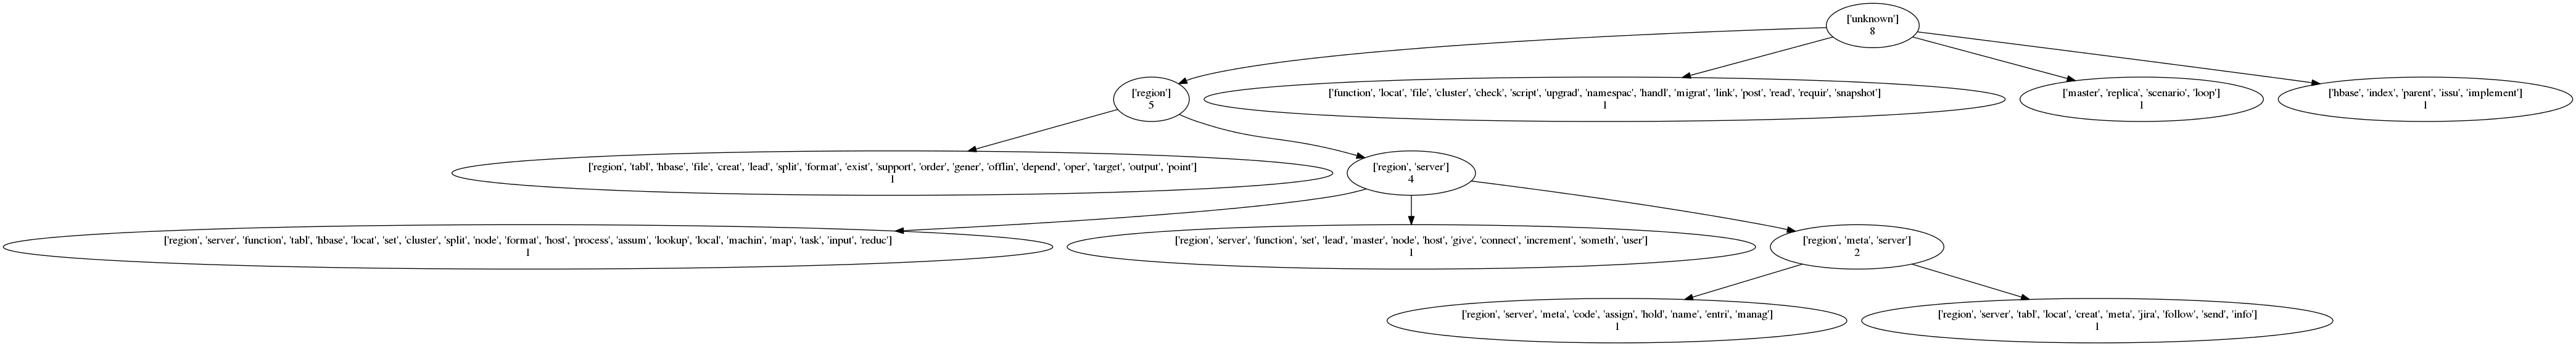 ['unknown']
8
['region']
5
['function', 'locat', 'file', 'cluster', 'check', 'script', 'upgrad', 'namespac', 'handl', 'migrat', 'link', 'post', 'read', 'requir', 'snapshot']
1
['master', 'replica', 'scenario', 'loop']
1
['hbase', 'index', 'parent', 'issu', 'implement']
1
['region', 'tabl', 'hbase', 'file', 'creat', 'lead', 'split', 'format', 'exist', 'support', 'order', 'gener', 'offlin', 'depend', 'oper', 'target', 'output', 'point']
1
['region', 'server']
4
['region', 'server', 'function', 'tabl', 'hbase', 'locat', 'set', 'cluster', 'split', 'node', 'format', 'host', 'process', 'assum', 'lookup', 'local', 'machin', 'map', 'task', 'input', 'reduc']
1
['region', 'server', 'function', 'set', 'lead', 'master', 'node', 'host', 'give', 'connect', 'increment', 'someth', 'user']
1
['region', 'meta', 'server']
2
['region', 'server', 'meta', 'code', 'assign', 'hold', 'name', 'entri', 'manag']
1
['region', 'server', 'tabl', 'locat', 'creat', 'meta', 'jira', 'follow', 'send', 'info']
1